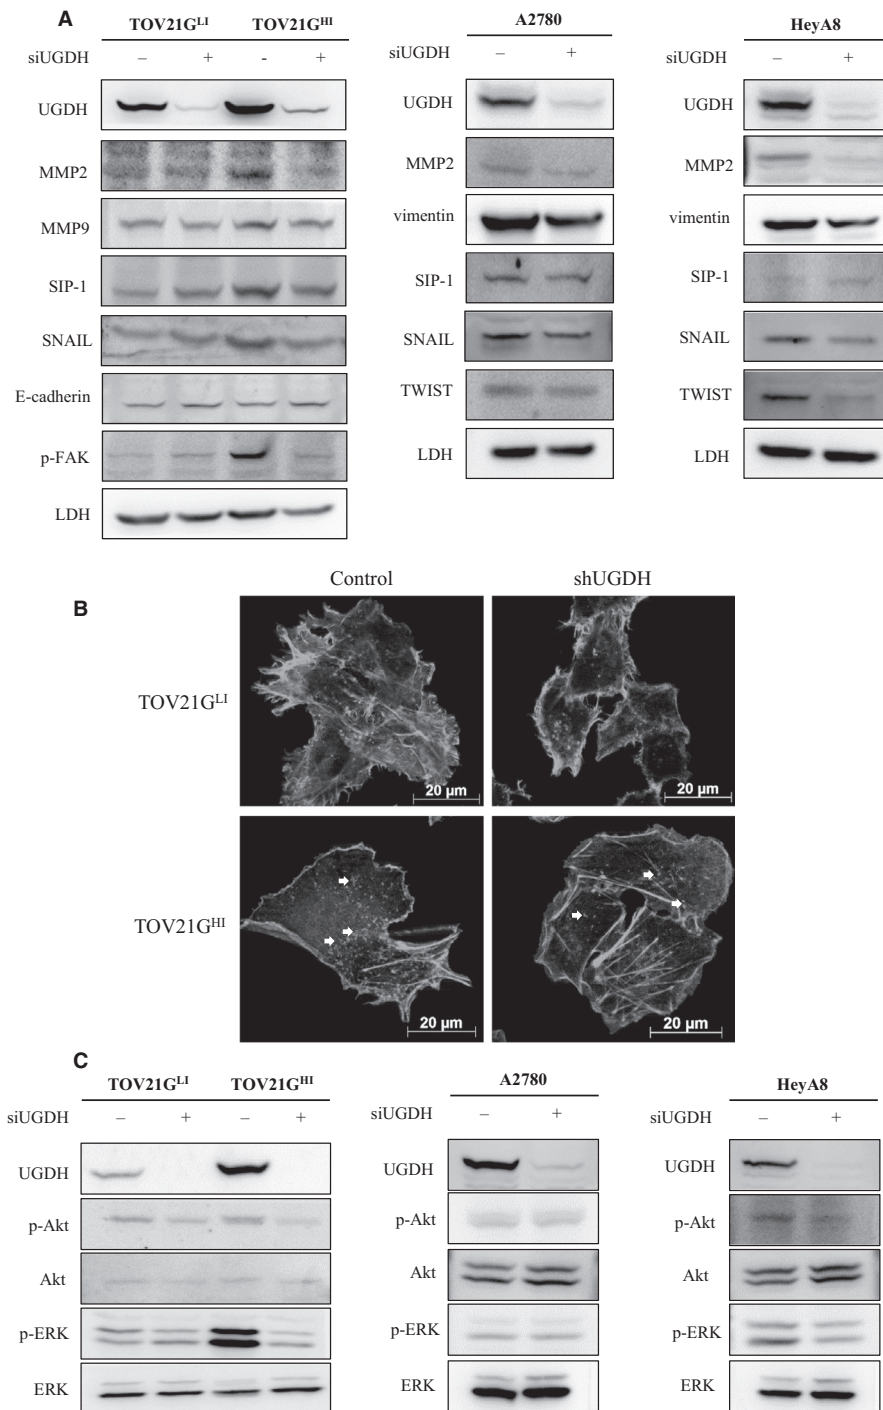 A
TOV21G^LI TOV21G^HI
siUGDH – + - +
UGDH
MMP2
MMP9
SIP-1
SNAIL
E-cadherin
p-FAK
LDH
A2780
siUGDH – +
UGDH
MMP2
vimentin
SIP-1
SNAIL
TWIST
LDH
HeyA8
siUGDH – +
UGDH
MMP2
vimentin
SIP-1
SNAIL
TWIST
LDH
B
Control shUGDH
TOV21G^LI
20 µm 20 µm
TOV21G^HI
20 µm 20 µm
C
TOV21G^LI TOV21G^HI
siUGDH – + – +
UGDH
p-Akt
Akt
p-ERK
ERK
A2780
siUGDH – +
UGDH
p-Akt
Akt
p-ERK
ERK
HeyA8
siUGDH – +
UGDH
p-Akt
Akt
p-ERK
ERK